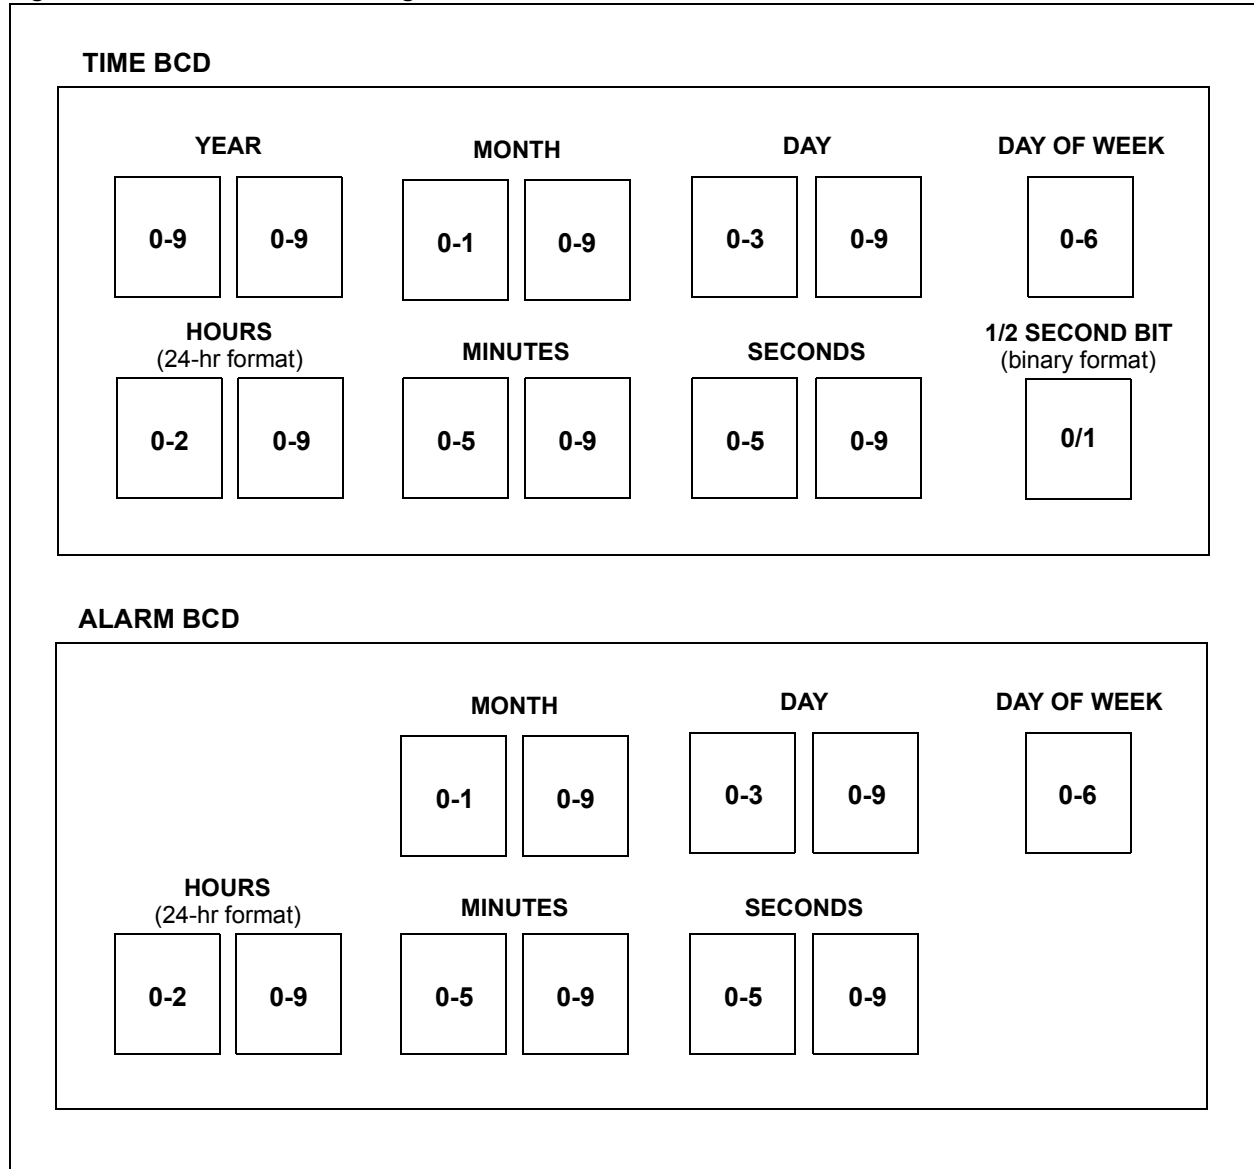 TIME BCD
YEAR MONTH DAY DAY OF WEEK
0-9 0-9 0-1 0-9 0-3 0-9 0-6
HOURS MINUTES SECONDS 1/2 SECOND BIT
(24-hr format) (binary format)
0-2 0-9 0-5 0-9 0-5 0-9 0/1
ALARM BCD
MONTH DAY DAY OF WEEK
0-1 0-9 0-3 0-9 0-6
HOURS MINUTES SECONDS
(24-hr format)
0-2 0-9 0-5 0-9 0-5 0-9